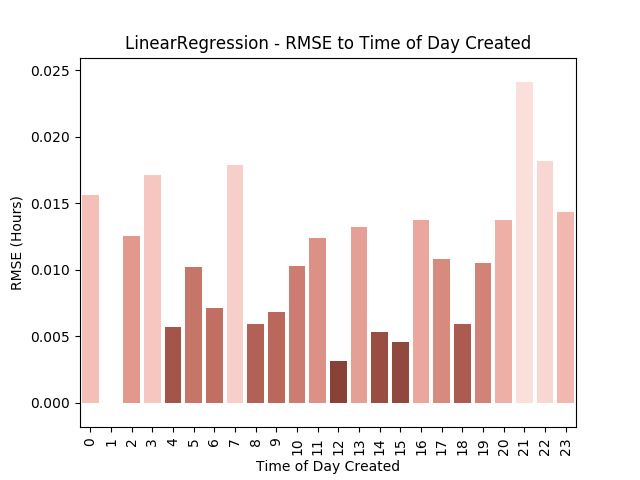 LinearRegression - RMSE to Time of Day Created
0.025
0.020
0.015
0.010
0.005
0.000
RMSE (Hours)
0 1 2 3 4 5 6 7 8 9 10 11 12 13 14 15 16 17 18 19 20 21 22 23
Time of Day Created